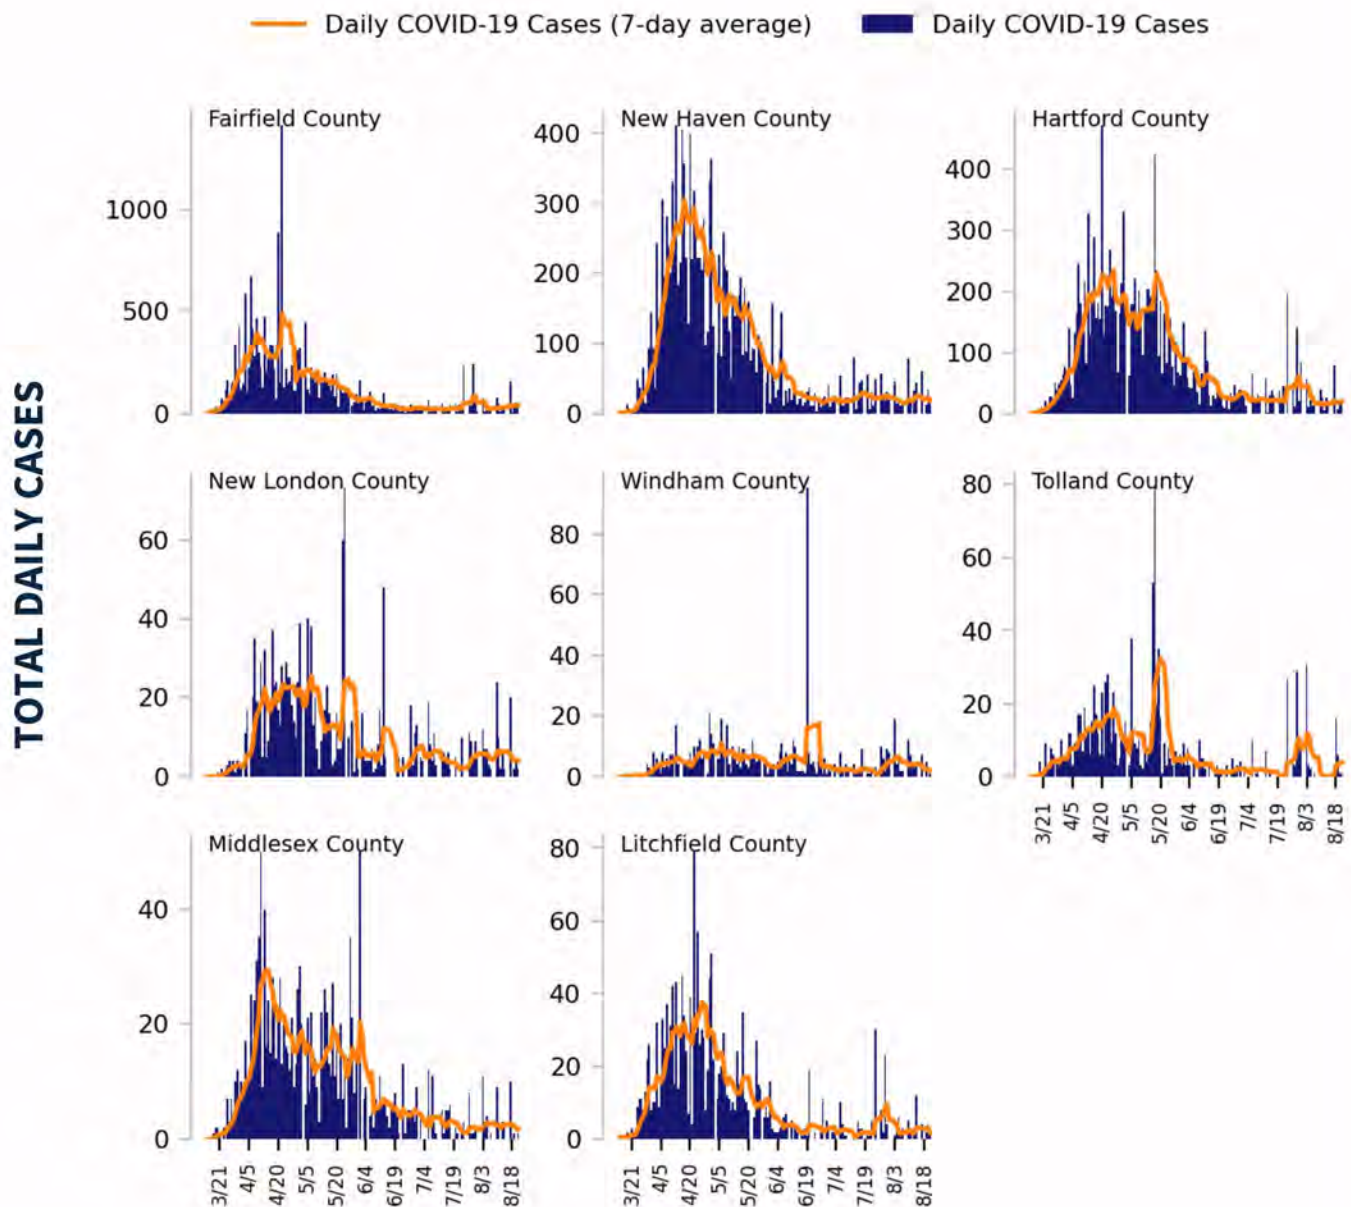 Daily COVID-19 Cases (7-day average) Daily COVID-19 Cases
TOTAL DAILY CASES
Fairfield County
1000
500
0
New Haven County
400
300
200
100
0
Hartford County
400
300
200
100
0
New London County
60
40
20
0
Windham County
80
60
40
20
0
Tolland County
80
60
40
20
0
3/21 4/5 4/20 5/5 5/20 6/4 6/19 7/4 7/19 8/3 8/18
Middlesex County
40
20
0
3/21 4/5 4/20 5/5 5/20 6/4 6/19 7/4 7/19 8/3 8/18
Litchfield County
80
60
40
20
0
3/21 4/5 4/20 5/5 5/20 6/4 6/19 7/4 7/19 8/3 8/18